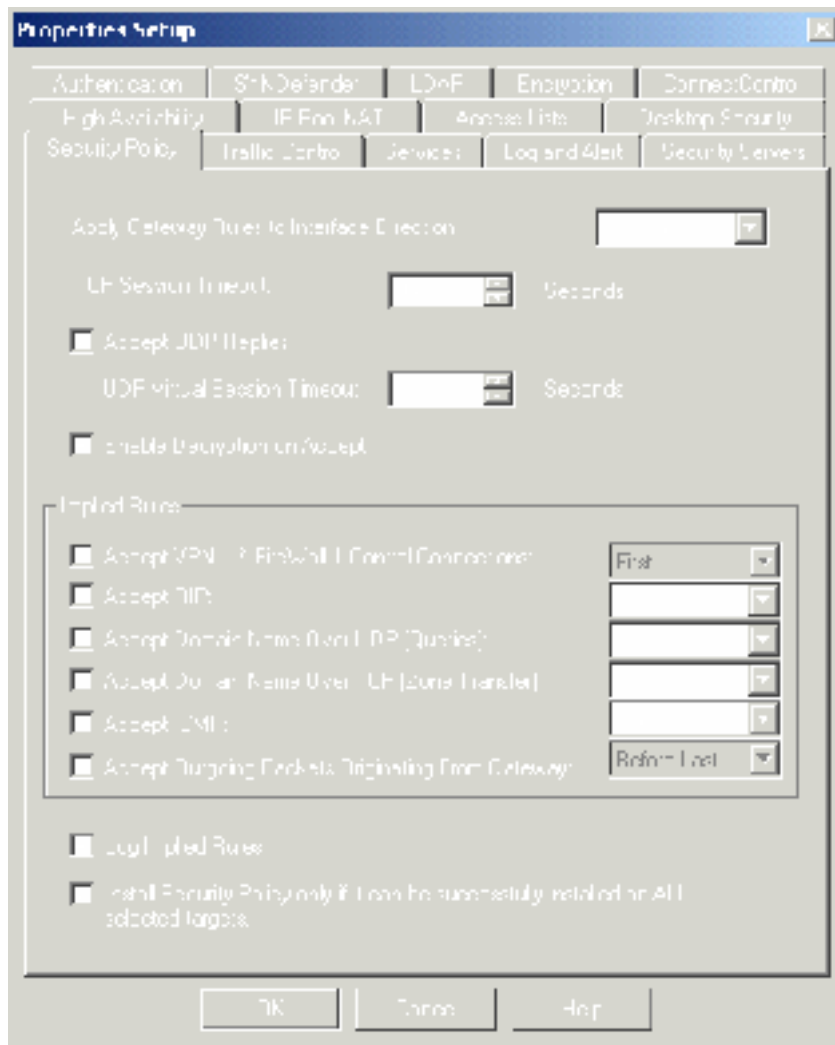 Properties Setup
Authentication SYNDefender LDAP Encryption ConnectControl
High Availability IP Pool NAT Access Lists Desktop Security
Security Policy Traffic Control Services Log and Alert Security Servers
Apply Gateway Rules to Interface Direction
TCP Session Timeout: Seconds
Accept UDP Replies
UDP Virtual Session Timeout Seconds
Enable Decryption on Accept
Implied Rules
Accept VPN FireWall 1 Control Connections: First
Accept RIP:
Accept Domain Name Over UDP (Queries):
Accept Domain Name Over TCP (Zone Transfer)
Accept ICMP:
Accept Outgoing Packets Originating From Gateway: Before Last
Log Implied Rules
Install Security Policy only if it can be successfully installed on ALL
selected targets.
OK Cancel Help